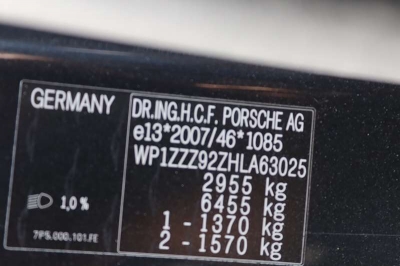 GERMANY
DR.ING.H.C.F. PORSCHE AG
e13*2007/46*1085
WP1ZZZ92ZHLA63025
2955 kg
6455 kg
1 - 1370 kg
2 - 1570 kg
1,0 %
7P5.000.101.FE